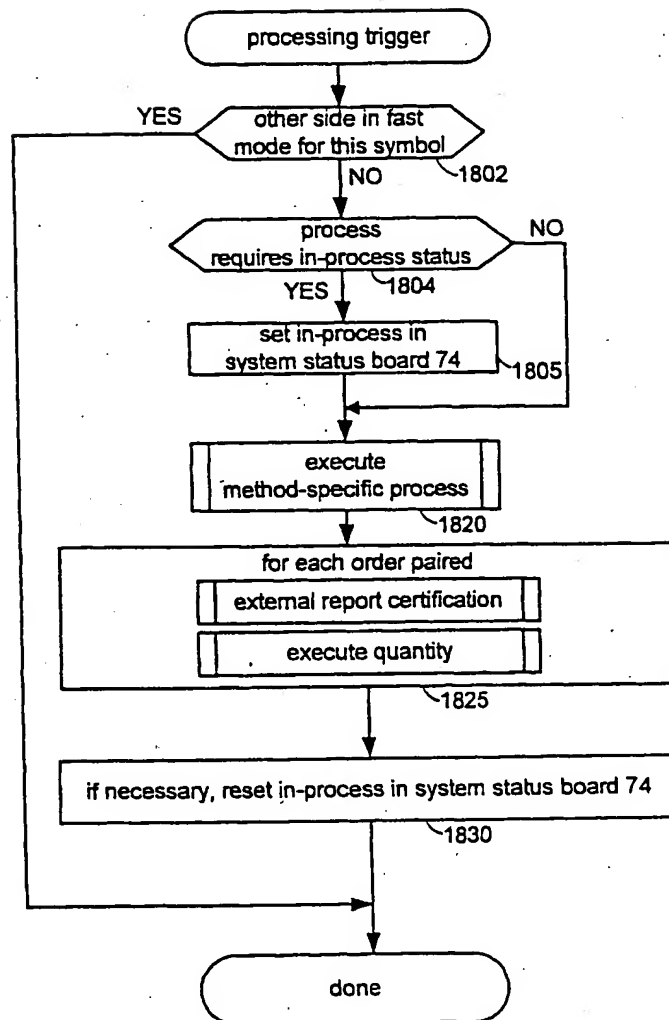 processing trigger
YES
other side in fast
mode for this symbol
1802
NO
process
requires in-process status
NO
1804
YES
set in-process in
system status board 74
1805
execute
method-specific process
1820
for each order paired
external report certification
execute quantity
1825
if necessary, reset in-process in system status board 74
1830
done